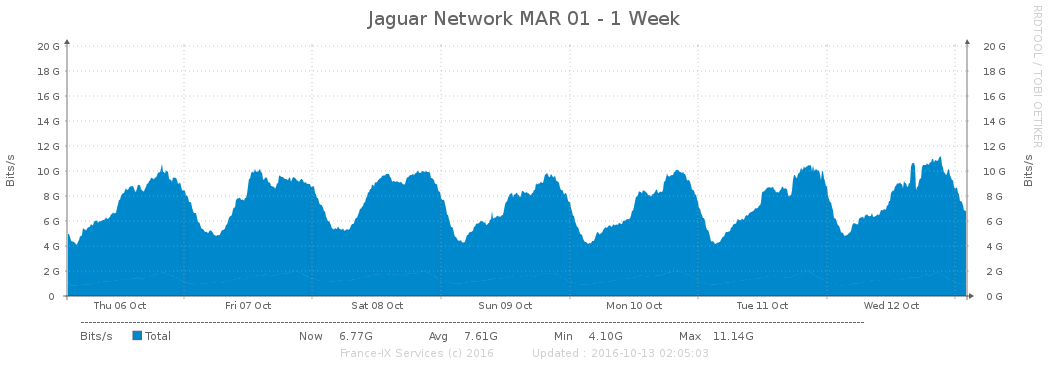 Jaguar Network MAR 01 - 1 Week
RRDTOOL / TOBI OETIKER
20 G 20 G
18 G 18 G
16 G 16 G
14 G 14 G
12 G 12 G
10 G 10 G
8 G 8 G
6 G 6 G
4 G 4 G
2 G 2 G
0 0 G
Bits/s Bits/s
Thu 06 Oct Fri 07 Oct Sat 08 Oct Sun 09 Oct Mon 10 Oct Tue 11 Oct Wed 12 Oct
Bits/s Total Now 6.77G Avg 7.61G Min 4.10G Max 11.14G
France-IX Services (c) 2016 Updated : 2016-10-13 02:05:03